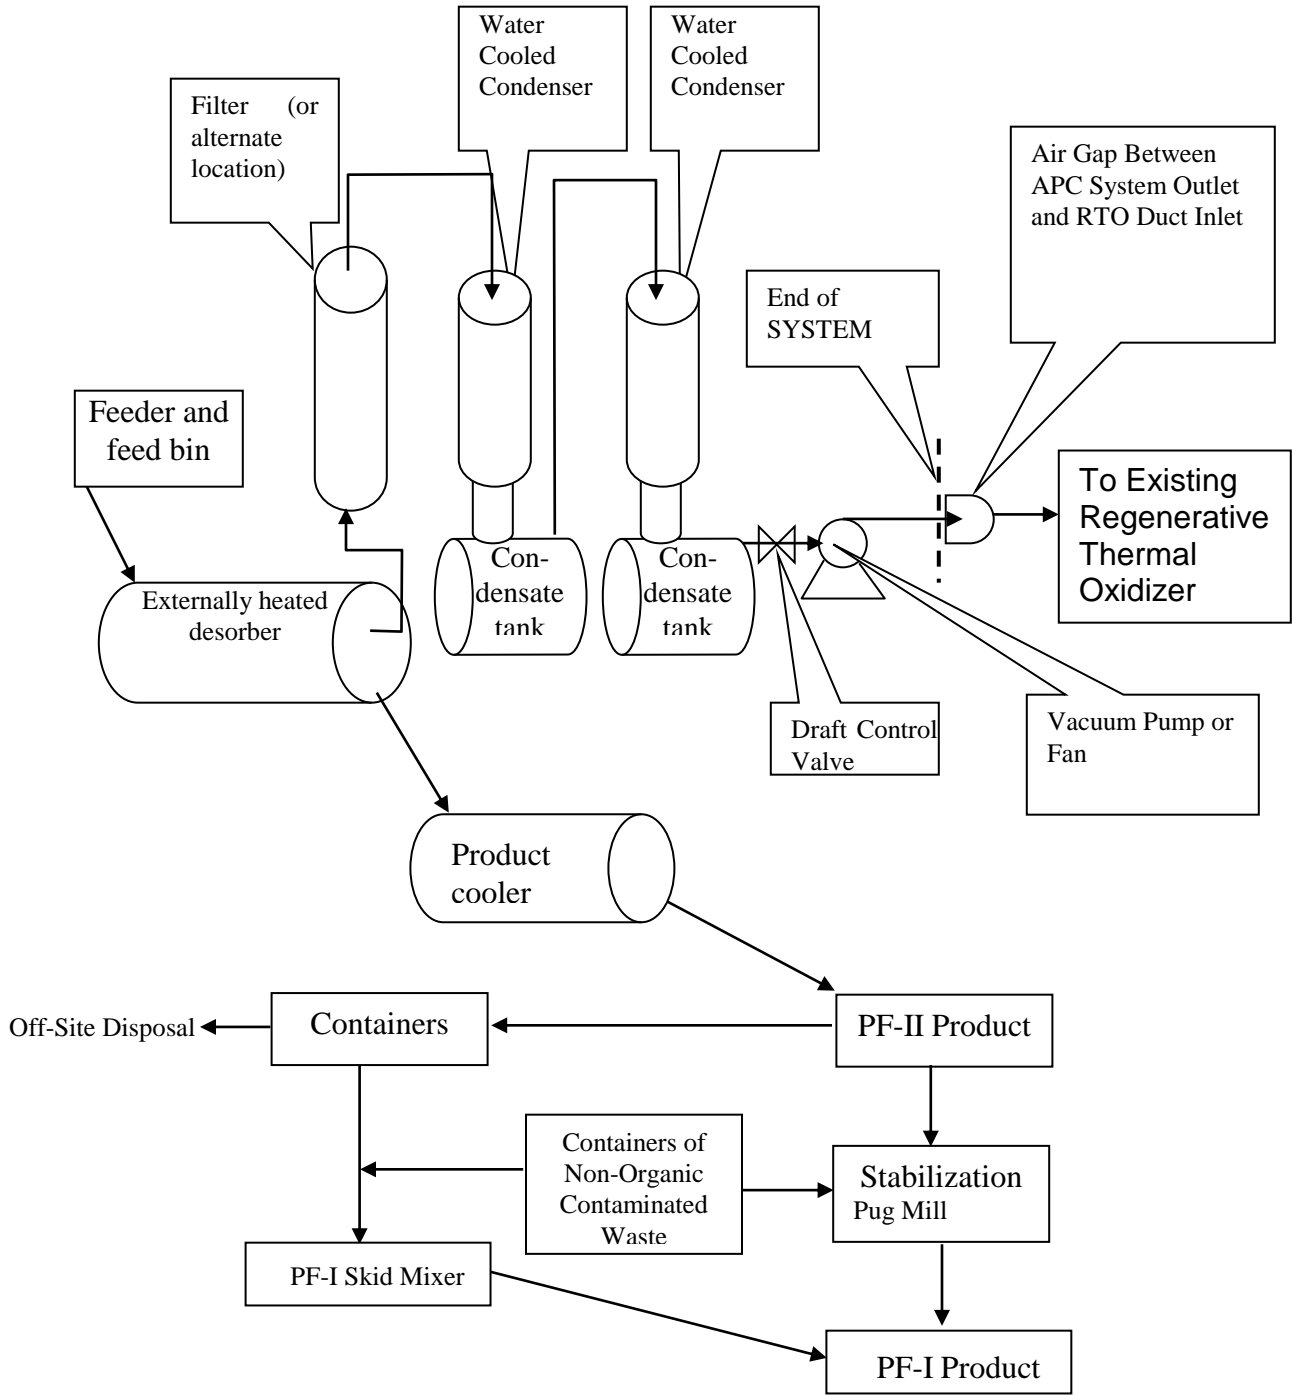 Water
Cooled
Condenser
Water
Cooled
Condenser
Filter (or
alternate
location)
Air Gap Between
APC System Outlet
and RTO Duct Inlet
End of
SYSTEM
Feeder and
feed bin
To Existing
Regenerative
Thermal
Oxidizer
Con-
densate
tank
Con-
densate
tank
Externally heated
desorber
Draft Control
Valve
Vacuum Pump or
Fan
Product
cooler
Off-Site Disposal
Containers
PF-II Product
Containers of
Non-Organic
Contaminated
Waste
Stabilization
Pug Mill
PF-I Skid Mixer
PF-I Product